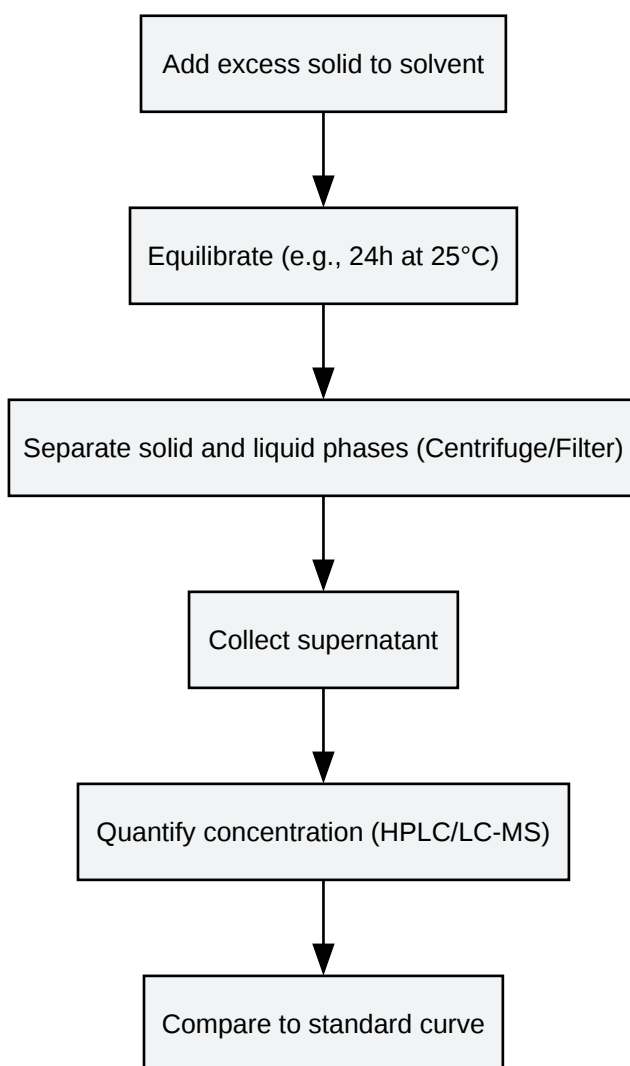 Add excess solid to solvent
Equilibrate (e.g., 24h at 25°C)
Separate solid and liquid phases (Centrifuge/Filter)
Collect supernatant
Quantify concentration (HPLC/LC-MS)
Compare to standard curve